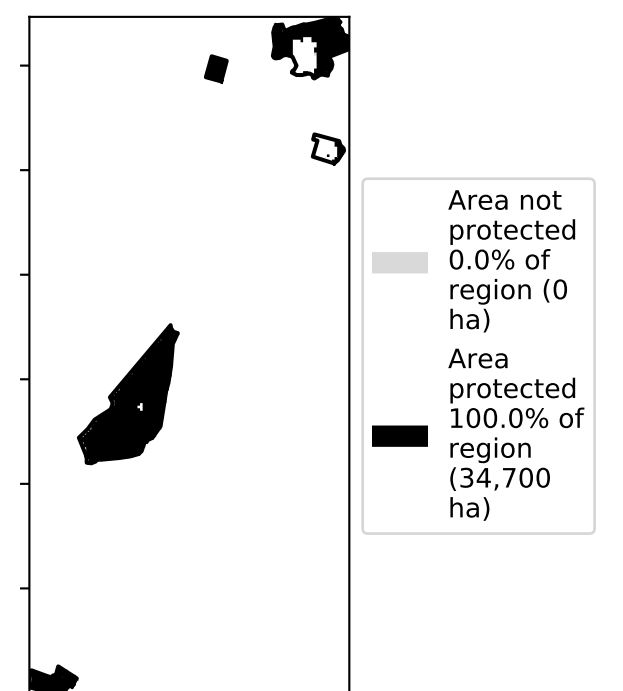 Area not
protected
0.0% of
region (0
ha)
Area
protected
100.0% of
region
(34,700
ha)